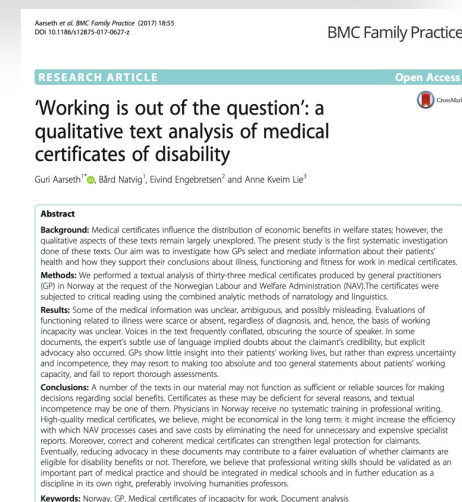 Aarseth et al. BMC Family Practice (2017) 18:55
DOI 10.1186/s12875-017-0627-z
BMC Family Practice
RESEARCH ARTICLE
Open Access
CrossMark
'Working is out of the question': a
qualitative text analysis of medical
certificates of disability
Guri Aarseth1*, Bård Natvig1, Eivind Engebretsen2 and Anne Kveim Lie3
Abstract
Background: Medical certificates influence the distribution of economic benefits in welfare states; however, the
qualitative aspects of these texts remain largely unexplored. The present study is the first systematic investigation
done of these texts. Our aim was to investigate how GPs select and mediate information about their patients'
health and how they support their conclusions about illness, functioning and fitness for work in medical certificates.
Methods: We performed a textual analysis of thirty-three medical certificates produced by general practitioners
(GP) in Norway at the request of the Norwegian Labour and Welfare Administration (NAV).The certificates were
subjected to critical reading using the combined analytic methods of narratology and linguistics.
Results: Some of the medical information was unclear, ambiguous, and possibly misleading. Evaluations of
functioning related to illness were scarce or absent, regardless of diagnosis, and, hence, the basis of working
incapacity was unclear. Voices in the text frequently conflated, obscuring the source of speaker. In some
documents, the expert's subtle use of language implied doubts about the claimant's credibility, but explicit
advocacy also occurred. GPs show little insight into their patients' working lives, but rather than express uncertainty
and incompetence, they may resort to making too absolute and too general statements about patients' working
capacity, and fail to report thorough assessments.
Conclusions: A number of the texts in our material may not function as sufficient or reliable sources for making
decisions regarding social benefits. Certificates as these may be deficient for several reasons, and textual
incompetence may be one of them. Physicians in Norway receive no systematic training in professional writing.
High-quality medical certificates, we believe, might be economical in the long term: it might increase the efficiency
with which NAV processes cases and save costs by eliminating the need for unnecessary and expensive specialist
reports. Moreover, correct and coherent medical certificates can strengthen legal protection for claimants.
Eventually, reducing advocacy in these documents may contribute to a fairer evaluation of whether claimants are
eligible for disability benefits or not. Therefore, we believe that professional writing skills should be validated as an
important part of medical practice and should be integrated in medical schools and in further education as a
discipline in its own right, preferably involving humanities professors.
Keywords: Norway, GP, Medical certificates of incapacity for work, Document analysis